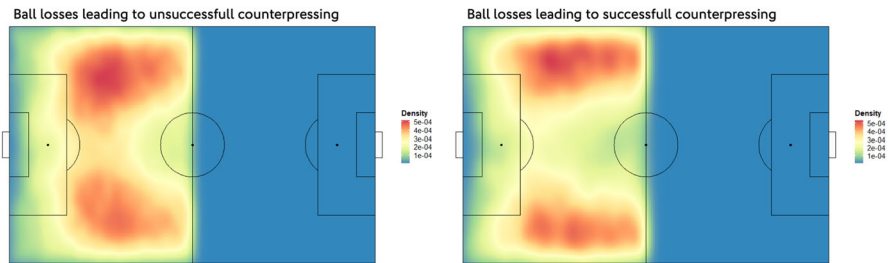 Ball losses leading to unsuccessfull counterpressing
Density
5e-04
4e-04
3e-04
2e-04
1e-04
Ball losses leading to successfull counterpressing
Density
5e-04
4e-04
3e-04
2e-04
1e-04